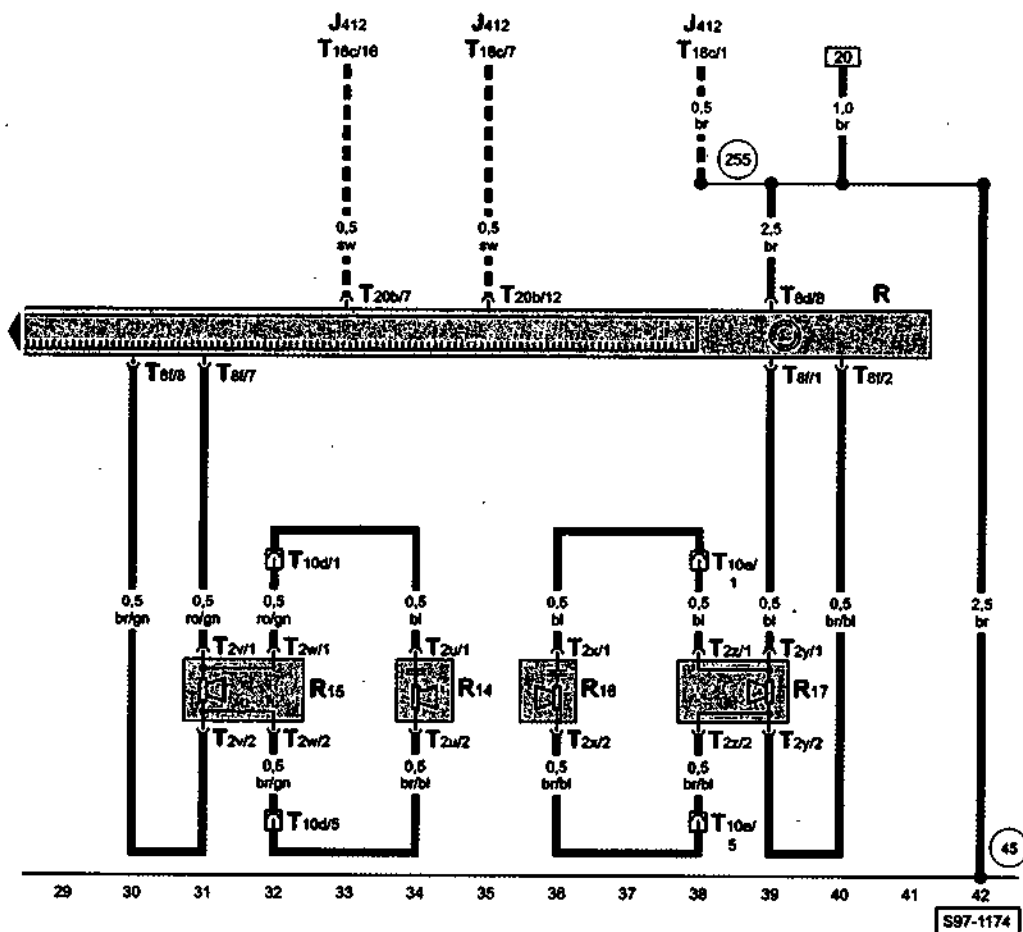 J412 J412 J412
T16c/16 T16c/7 T16c/1 20
0,5 1,0
br br
255
0,5 0,5 2,5
sw sw br
T20b/7 T20b/12 T8d/8 R
T8f/8 T8f/7 T8f/1 T8f/2
T10d/1 T10e/
1
0,5 0,5 0,5 0,5 0,5 0,5 0,5 0,5 2,5
br/gn ro/gn ro/gn bl bl bl bl br/bl br
T2v/1 T2w/1 T2u/1 T2x/1 T2z/1 T2y/1
R15 R14 R16 R17
T2v/2 T2w/2 T2u/2 T2x/2 T2z/2 T2y/2
0,5 0,5 0,5 0,5
br/gn br/bl br/bl br/bl
T10d/5 T10e/
5
45
29 30 31 32 33 34 35 36 37 38 39 40 41 42
S97-1174